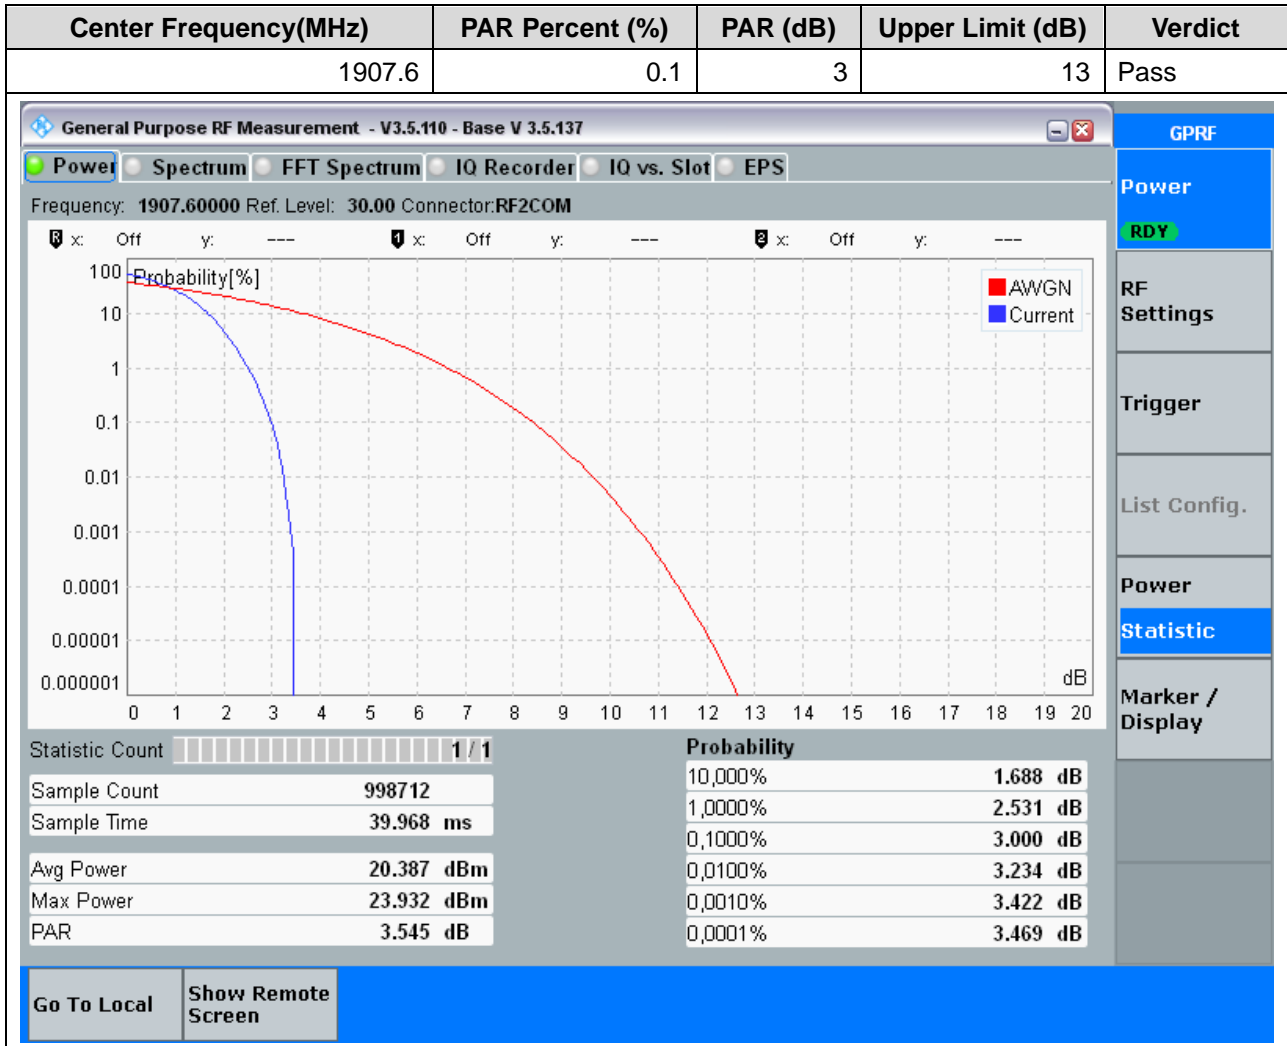 Center Frequency(MHz) PAR Percent (%) PAR (dB) Upper Limit (dB) Verdict
1907.6 0.1 3 13 Pass
General Purpose RF Measurement - V3.5.110 - Base V 3.5.137
GPRF
Power Spectrum FFT Spectrum IQ Recorder IQ vs. Slot EPS
Power
RDY
Frequency: 1907.60000 Ref. Level: 30.00 Connector:RF2COM
R x: Off y: --- 1 x: Off y: --- 2 x: Off y: ---
Probability[%]
AWGN
Current
100
10
1
0.1
0.01
0.001
0.0001
0.00001
0.000001
dB
0 1 2 3 4 5 6 7 8 9 10 11 12 13 14 15 16 17 18 19 20
RF
Settings
Trigger
List Config.
Power
Statistic
Marker /
Display
Statistic Count 1 / 1
Sample Count 998712
Sample Time 39.968 ms
Avg Power 20.387 dBm
Max Power 23.932 dBm
PAR 3.545 dB
Probability
10,000% 1.688 dB
1,0000% 2.531 dB
0,1000% 3.000 dB
0,0100% 3.234 dB
0,0010% 3.422 dB
0,0001% 3.469 dB
Go To Local
Show Remote
Screen